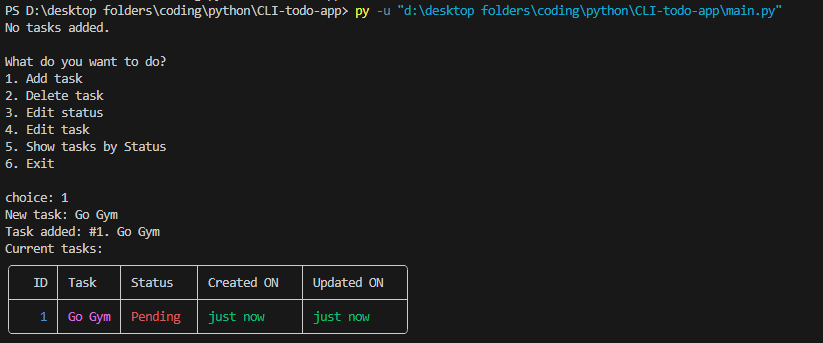 PS D:\desktop folders\coding\python\CLI-todo-app> py -u "d:\desktop folders\coding\python\CLI-todo-app\main.py"
No tasks added.
What do you want to do?
1. Add task
2. Delete task
3. Edit status
4. Edit task
5. Show tasks by Status
6. Exit
choice: 1
New task: Go Gym
Task added: #1. Go Gym
Current tasks:
ID Task Status Created ON Updated ON
1 Go Gym Pending just now just now